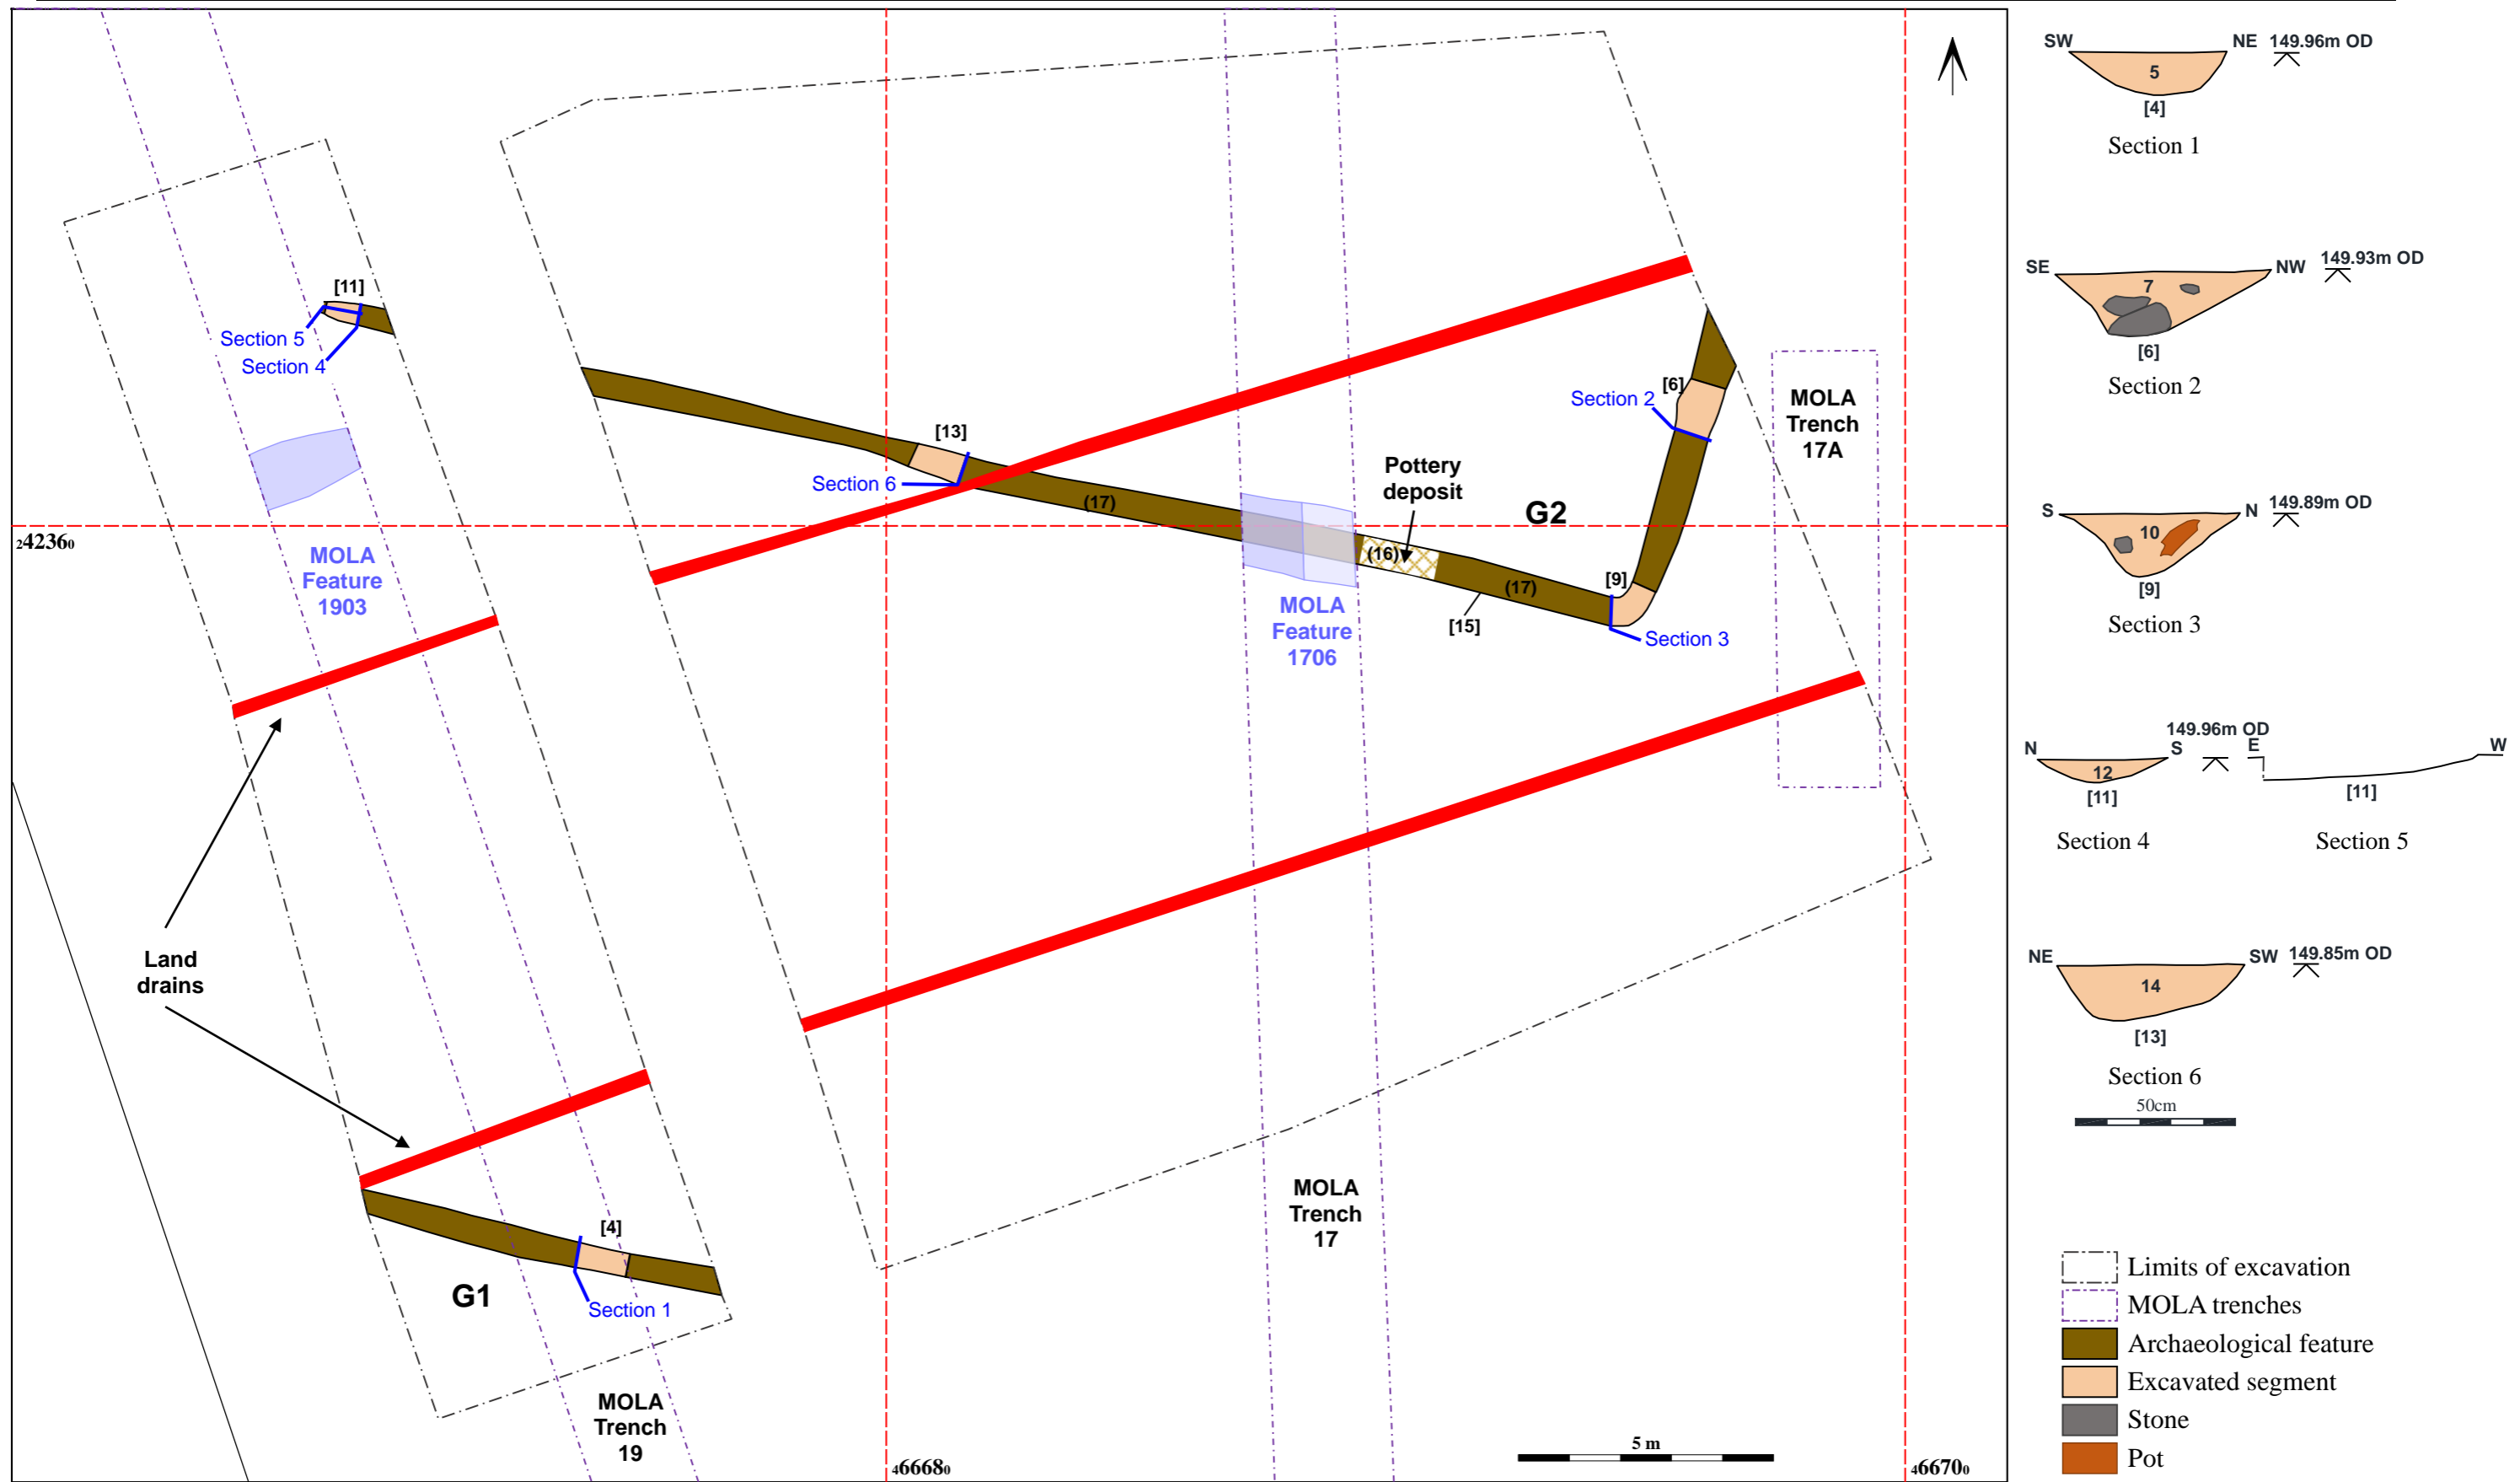 [11]
Section 5
Section 4
MOLA
Feature
1903
24236₀
Land
drains
[4]
G1
Section 1
MOLA
Trench
19
[13]
Section 6
(17)
Pottery
deposit
(16)
G2
MOLA
Feature
1706
[15]
(17)
[9]
Section 3
[6]
Section 2
MOLA
Trench
17A
MOLA
Trench
17
5 m
46668₀
46670₀
SW NE 149.96m OD
5
[4]
Section 1
SE NW 149.93m OD
7
[6]
Section 2
S N 149.89m OD
10
[9]
Section 3
149.96m OD
N S E W
12
[11] [11]
Section 4 Section 5
NE SW 149.85m OD
14
[13]
Section 6
50cm
Limits of excavation
MOLA trenches
Archaeological feature
Excavated segment
Stone
Pot